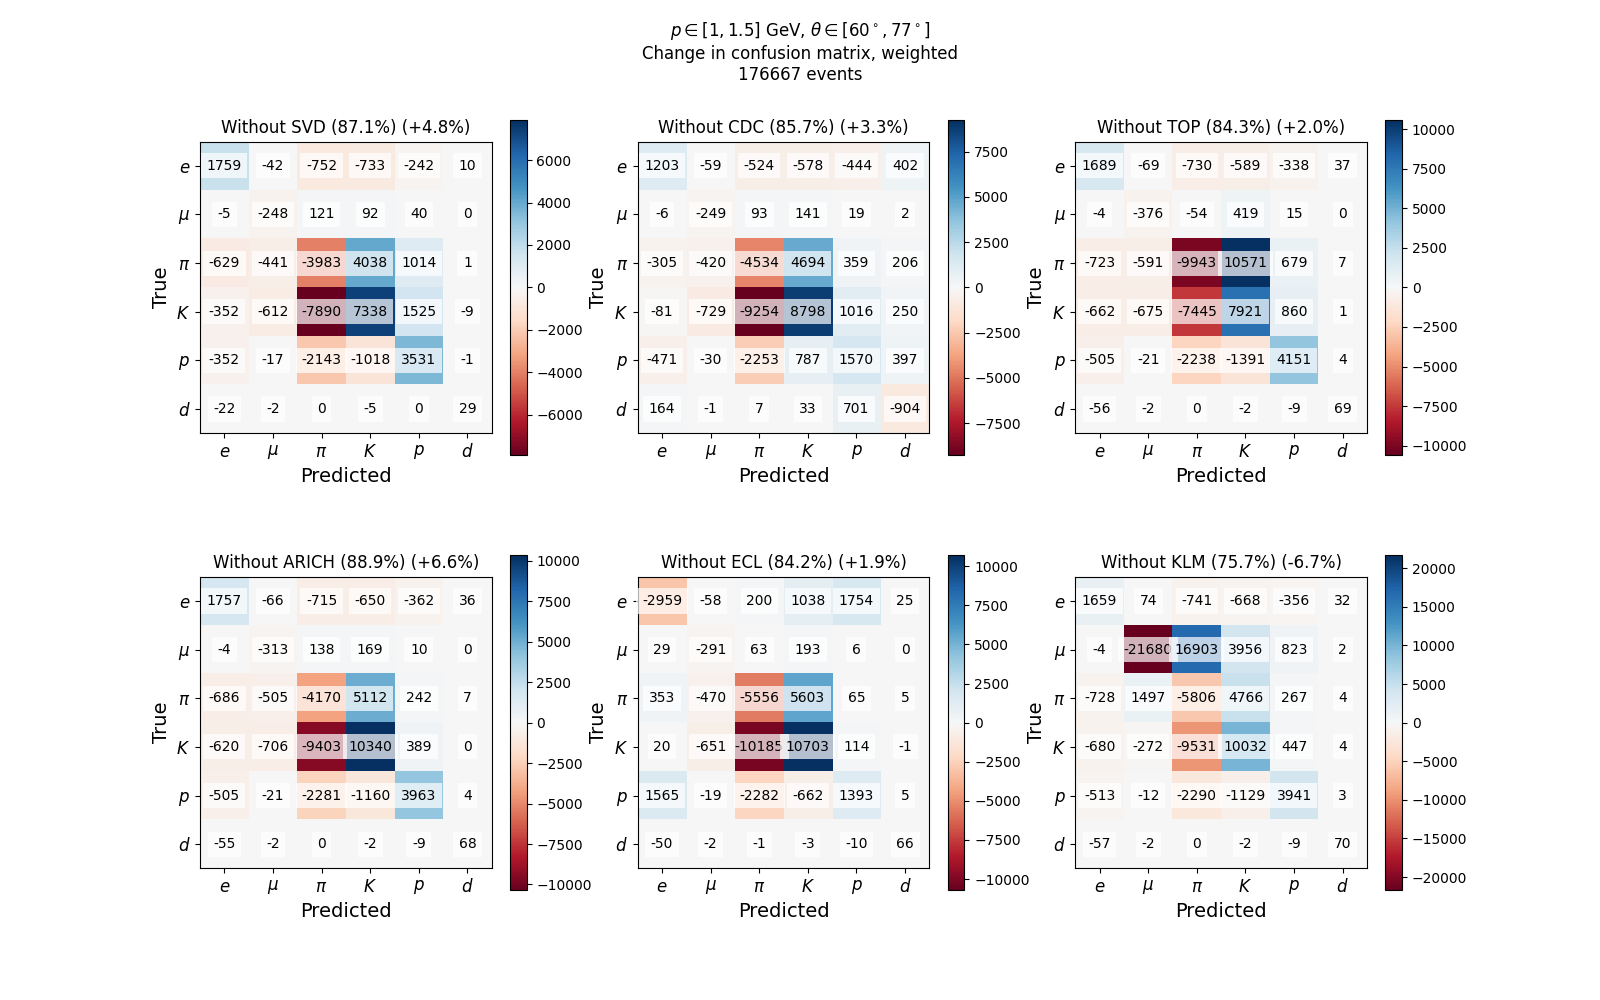 p ∈ [1, 1.5] GeV, θ ∈ [60°, 77°]
Change in confusion matrix, weighted
176667 events
Without SVD (87.1%) (+4.8%)
e 1759 -42 -752 -733 -242 10
μ -5 -248 121 92 40 0
π -629 -441 -3983 4038 1014 1
K -352 -612 -7890 7338 1525 -9
p -352 -17 -2143 -1018 3531 -1
d -22 -2 0 -5 0 29
e μ π K p d
Predicted
True
6000
4000
2000
0
−2000
−4000
−6000
Without CDC (85.7%) (+3.3%)
e 1203 -59 -524 -578 -444 402
μ -6 -249 93 141 19 2
π -305 -420 -4534 4694 359 206
K -81 -729 -9254 8798 1016 250
p -471 -30 -2253 787 1570 397
d 164 -1 7 33 701 -904
e μ π K p d
Predicted
True
7500
5000
2500
0
−2500
−5000
−7500
Without TOP (84.3%) (+2.0%)
e 1689 -69 -730 -589 -338 37
μ -4 -376 -54 419 15 0
π -723 -591 -9943 10571 679 7
K -662 -675 -7445 7921 860 1
p -505 -21 -2238 -1391 4151 4
d -56 -2 0 -2 -9 69
e μ π K p d
Predicted
True
10000
7500
5000
2500
0
−2500
−5000
−7500
−10000
Without ARICH (88.9%) (+6.6%)
e 1757 -66 -715 -650 -362 36
μ -4 -313 138 169 10 0
π -686 -505 -4170 5112 242 7
K -620 -706 -9403 10340 389 0
p -505 -21 -2281 -1160 3963 4
d -55 -2 0 -2 -9 68
e μ π K p d
Predicted
True
10000
7500
5000
2500
0
−2500
−5000
−7500
−10000
Without ECL (84.2%) (+1.9%)
e -2959 -58 200 1038 1754 25
μ 29 -291 63 193 6 0
π 353 -470 -5556 5603 65 5
K 20 -651 -10185 10703 114 -1
p 1565 -19 -2282 -662 1393 5
d -50 -2 -1 -3 -10 66
e μ π K p d
Predicted
True
10000
7500
5000
2500
0
−2500
−5000
−7500
−10000
Without KLM (75.7%) (-6.7%)
e 1659 74 -741 -668 -356 32
μ -4 -21680 16903 3956 823 2
π -728 1497 -5806 4766 267 4
K -680 -272 -9531 10032 447 4
p -513 -12 -2290 -1129 3941 3
d -57 -2 0 -2 -9 70
e μ π K p d
Predicted
True
20000
15000
10000
5000
0
−5000
−10000
−15000
−20000